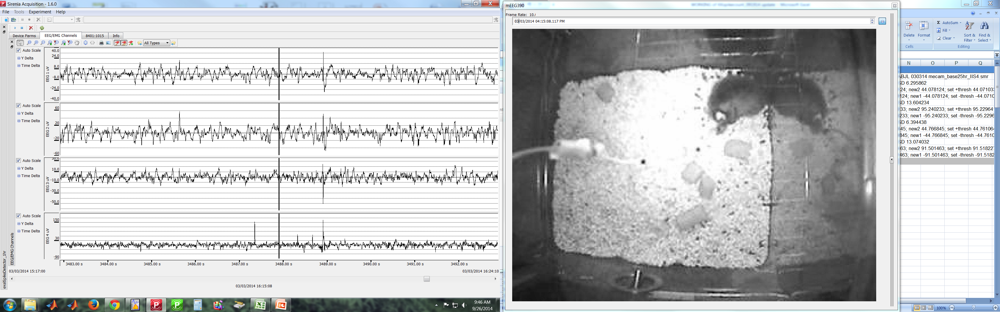 Sirenia Acquisition - 1.6.0
File Tools Experiment Help
Device Parms EEG/EMG Channels 8401:1015 Info
All Types
Auto Scale
Y Delta
Time Delta
EEG 1 uV
40.0
24.0
8.0
-8.0
-24.0
-40.0
Auto Scale
Y Delta
Time Delta
EEG 2 uV
60
20
-20
-60
Auto Scale
Y Delta
Time Delta
EEG 3 uV
30.0
10.0
-10.0
-30.0
-50.0
Auto Scale
Y Delta
Time Delta
EEG 4 uV
150
30
-90
3483.00 s 3484.00 s 3485.00 s 3486.00 s 3487.00 s 3488.00 s 3489.00 s 3490.00 s 3491.00 s 3492.00 s
03/03/2014 15:17:00 03/03/2014 16:24:10
03/03/2014 16:15:08
EEG/EMG Channels
evalSpikeDetector_1hr
9:46 AM
9/26/2014
mEEG390
Frame Rate: 10.
03/03/2014 04:15:08.117 PM
Delete Format
Cells
AutoSum
Fill
Clear
Sort & Filter
Find & Select
Editing
N O P Q
ABJL 030314 mecam_base25hr_IIS4.smr
SD 6.295862
24; new2 44.078124; set +thresh 44.071033
124; new1 -44.078124; set -thresh -44.0710
SD 13.604234
33; new2 95.240233; set +thresh 95.22964
233; new1 -95.240233; set -thresh -95.2296
SD 6.394438
45; new2 44.766845; set +thresh 44.76106
845; new1 -44.766845; set -thresh -44.7610
SD 13.074032
63; new2 91.501463; set +thresh 91.518227
463; new1 -91.501463; set -thresh -91.5182
100%